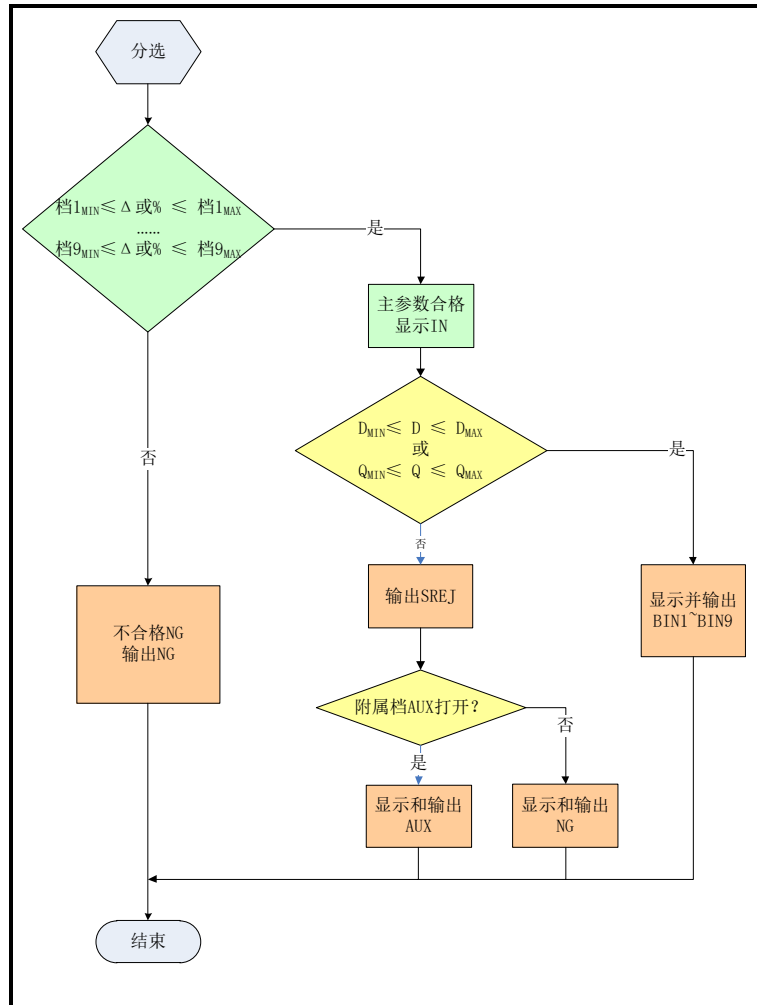 分选
档1MIN≤Δ或% ≤ 档1MAX
……
档9MIN≤Δ或% ≤ 档9MAX
是
主参数合格
显示IN
DMIN≤ D ≤ DMAX
或
QMIN≤ Q ≤ QMAX
是
否
否
输出SREJ
显示并输出
BIN1~BIN9
不合格NG
输出NG
附属档AUX打开?
否
是
显示和输出
AUX
显示和输出
NG
结束